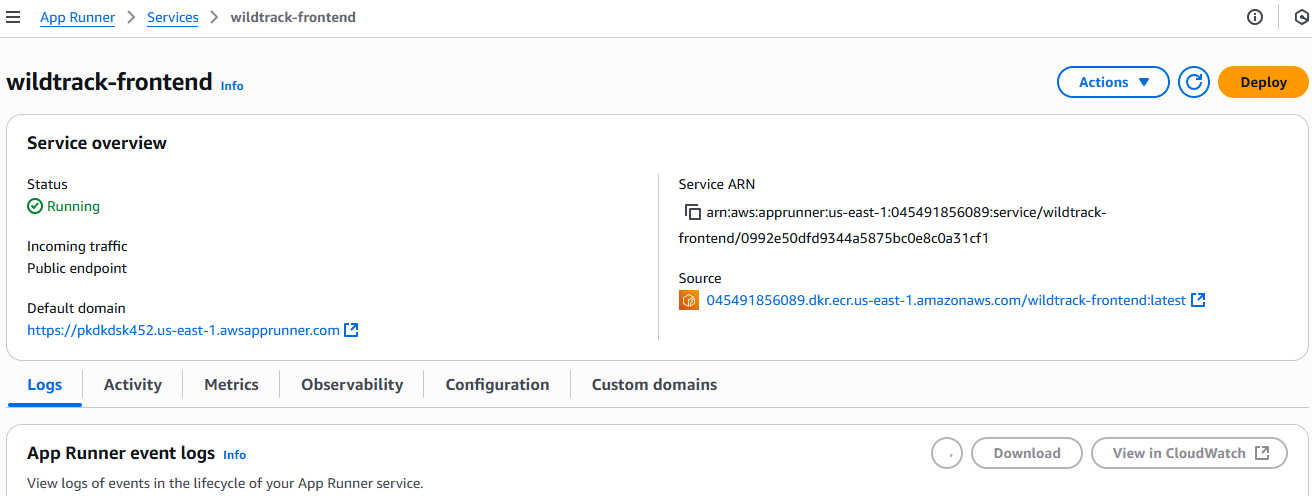 App Runner > Services > wildtrack-frontend
wildtrack-frontend Info
Actions Deploy
Service overview
Status
Running
Incoming traffic
Public endpoint
Default domain
https://pkdkdsk452.us-east-1.awsapprunner.com
Service ARN
arn:aws:apprunner:us-east-1:045491856089:service/wildtrack-
frontend/0992e50dfd9344a5875bc0e8c0a31cf1
Source
045491856089.dkr.ecr.us-east-1.amazonaws.com/wildtrack-frontend:latest
Logs Activity Metrics Observability Configuration Custom domains
App Runner event logs Info
Download View in CloudWatch
View logs of events in the lifecycle of your App Runner service.